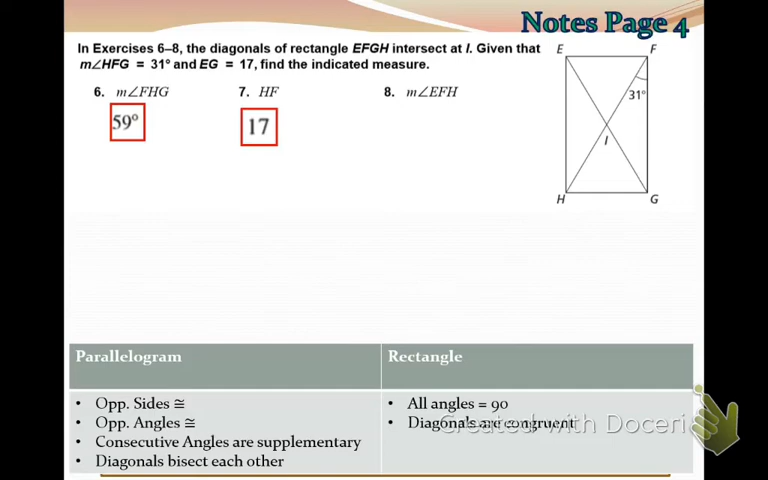 Notes Page 4
In Exercises 6–8, the diagonals of rectangle EFGH intersect at I. Given that
m∠HFG = 31° and EG = 17, find the indicated measure.
6. m∠FHG 7. HF 8. m∠EFH
59° 17
E F
31°
I
H G
Parallelogram Rectangle
• Opp. Sides ≅
• Opp. Angles ≅
• Consecutive Angles are supplementary
• Diagonals bisect each other
• All angles = 90
• Diagonals are congruent
Created with Doceri